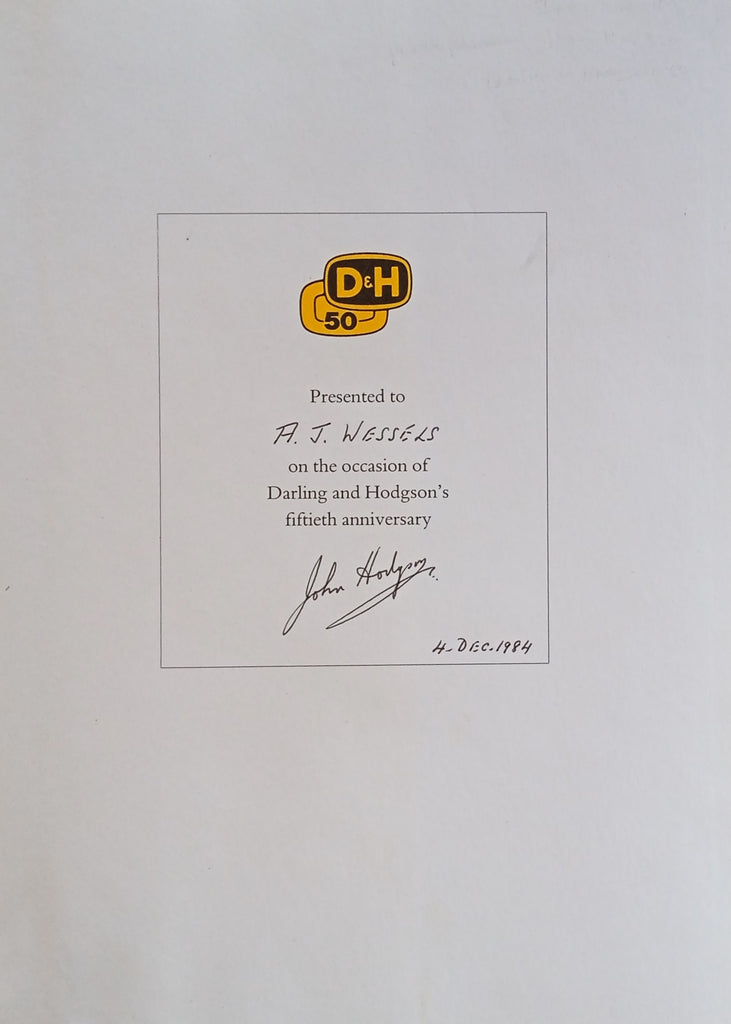 D&H
50
Presented to
A. J. WESSELS
on the occasion of
Darling and Hodgson's
fiftieth anniversary
John Hodgson
4-DEC.1984